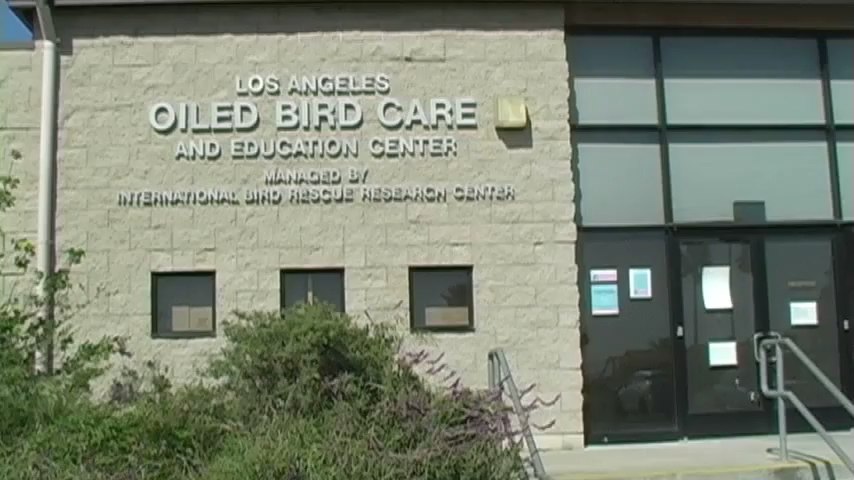 LOS ANGELES
OILED BIRD CARE
AND EDUCATION CENTER
MANAGED BY
INTERNATIONAL BIRD RESCUE RESEARCH CENTER